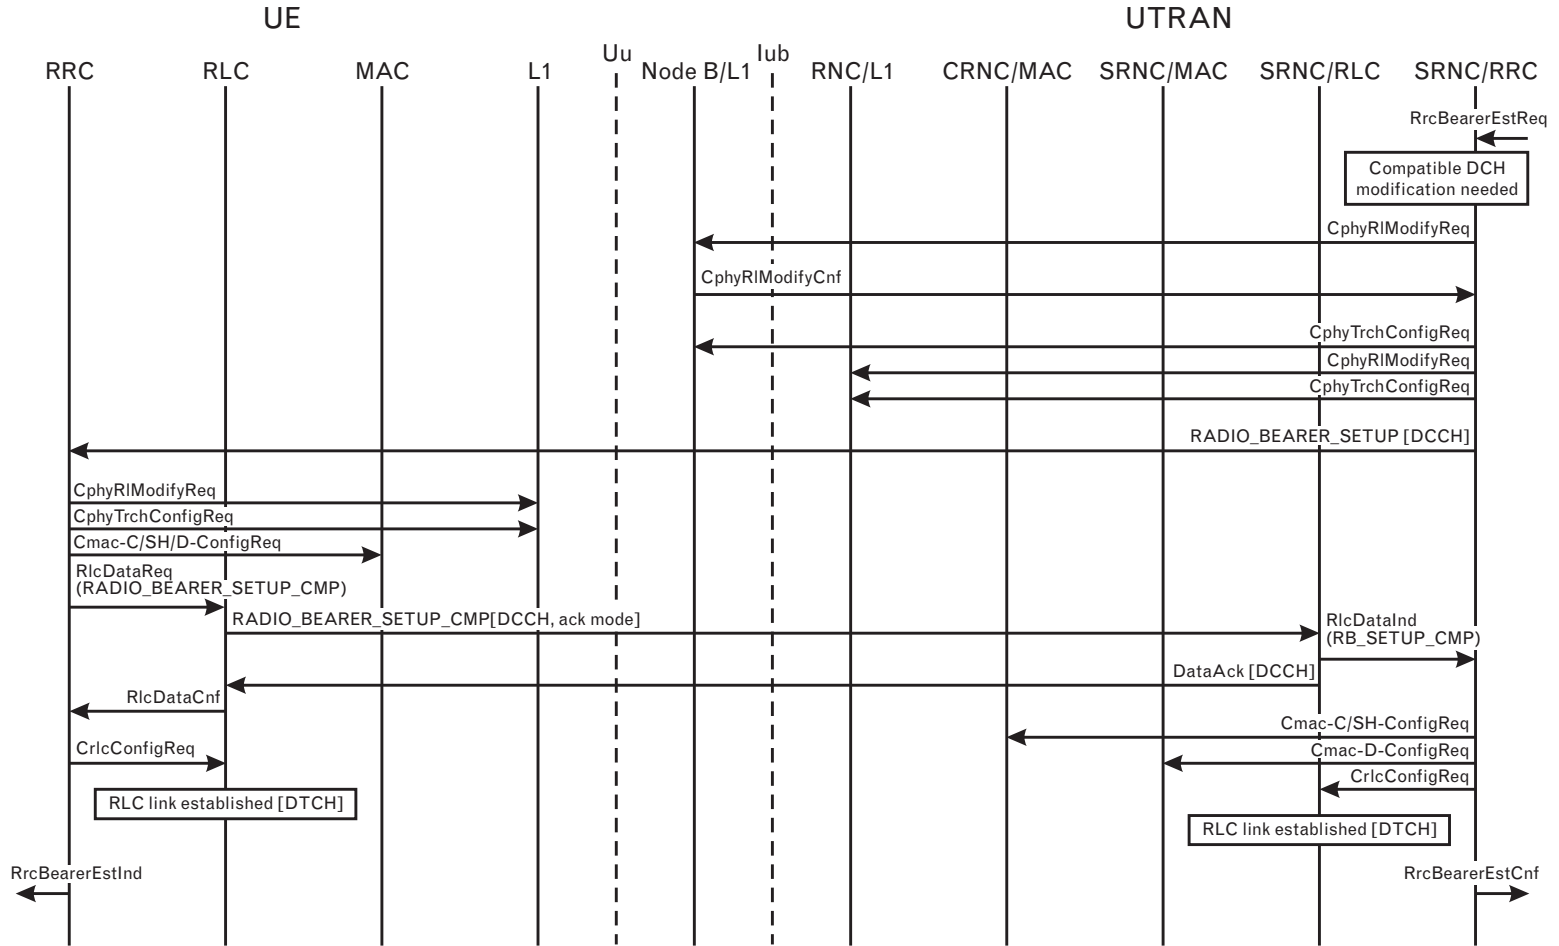 UE
UTRAN
Uu
Iub
RRC
RLC
MAC
L1
Node B/L1
RNC/L1
CRNC/MAC
SRNC/MAC
SRNC/RLC
SRNC/RRC
RrcBearerEstReq
Compatible DCH
modification needed
CphyRlModifyReq
CphyRlModifyCnf
CphyTrchConfigReq
CphyRlModifyReq
CphyTrchConfigReq
RADIO_BEARER_SETUP [DCCH]
CphyRlModifyReq
CphyTrchConfigReq
Cmac-C/SH/D-ConfigReq
RlcDataReq
(RADIO_BEARER_SETUP_CMP)
RADIO_BEARER_SETUP_CMP[DCCH, ack mode]
RlcDataInd
(RB_SETUP_CMP)
DataAck [DCCH]
RlcDataCnf
Cmac-C/SH-ConfigReq
CrlcConfigReq
Cmac-D-ConfigReq
CrlcConfigReq
RLC link established [DTCH]
RLC link established [DTCH]
RrcBearerEstInd
RrcBearerEstCnf